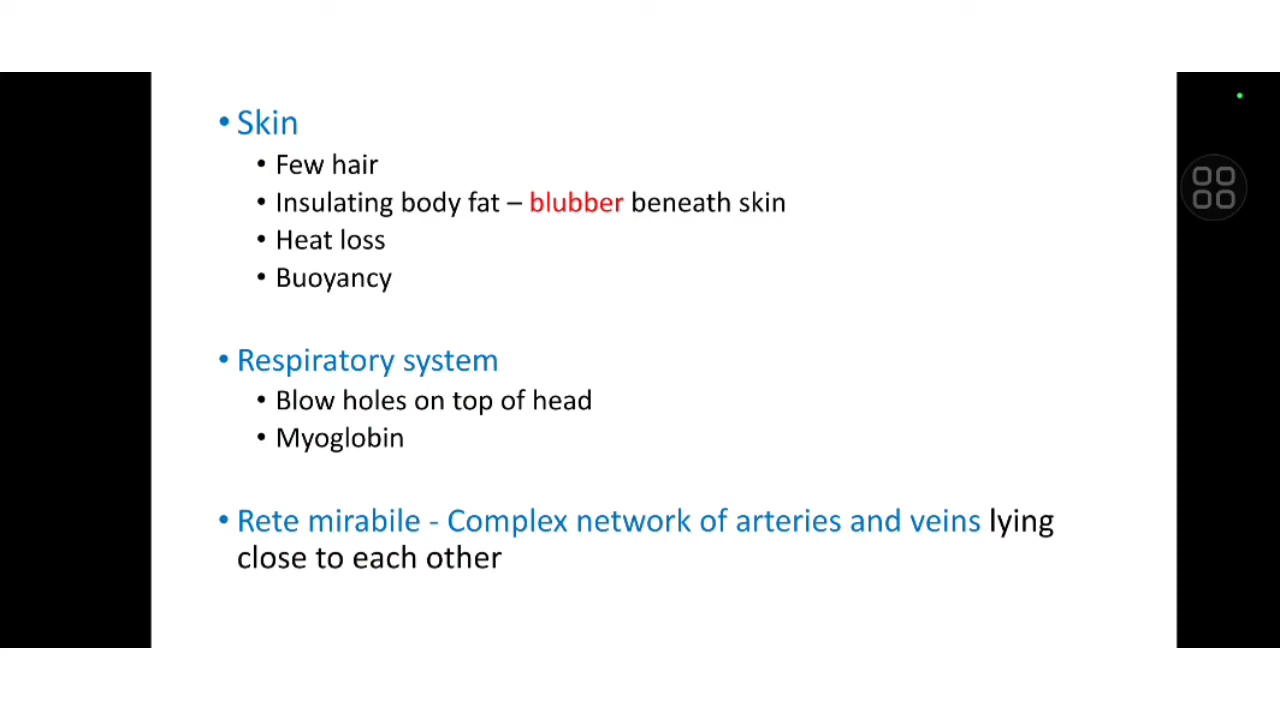 • Skin
• Few hair
• Insulating body fat – blubber beneath skin
• Heat loss
• Buoyancy
• Respiratory system
• Blow holes on top of head
• Myoglobin
• Rete mirabile - Complex network of arteries and veins lying
close to each other